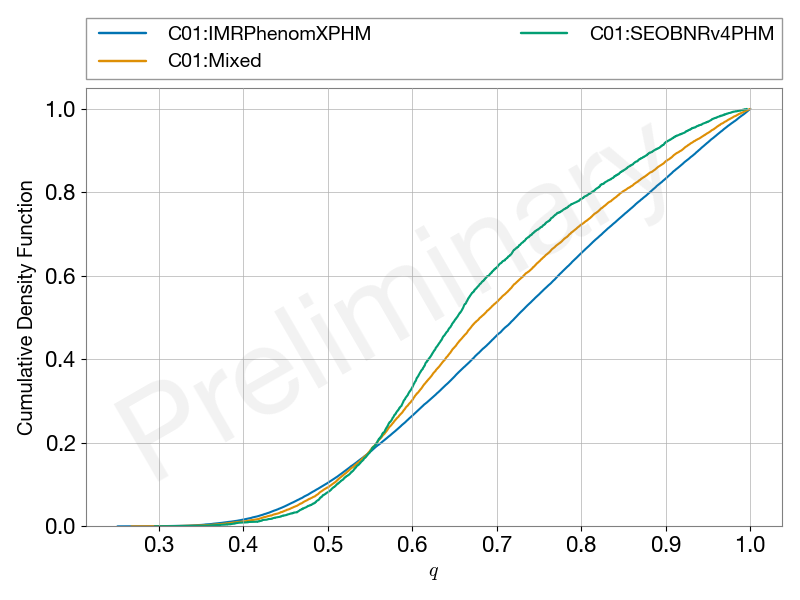 C01:IMRPhenomXPHM
C01:SEOBNRv4PHM
C01:Mixed
Cumulative Density Function
1.0
0.8
0.6
0.4
0.2
0.0
Preliminary
0.3 0.4 0.5 0.6 0.7 0.8 0.9 1.0
q